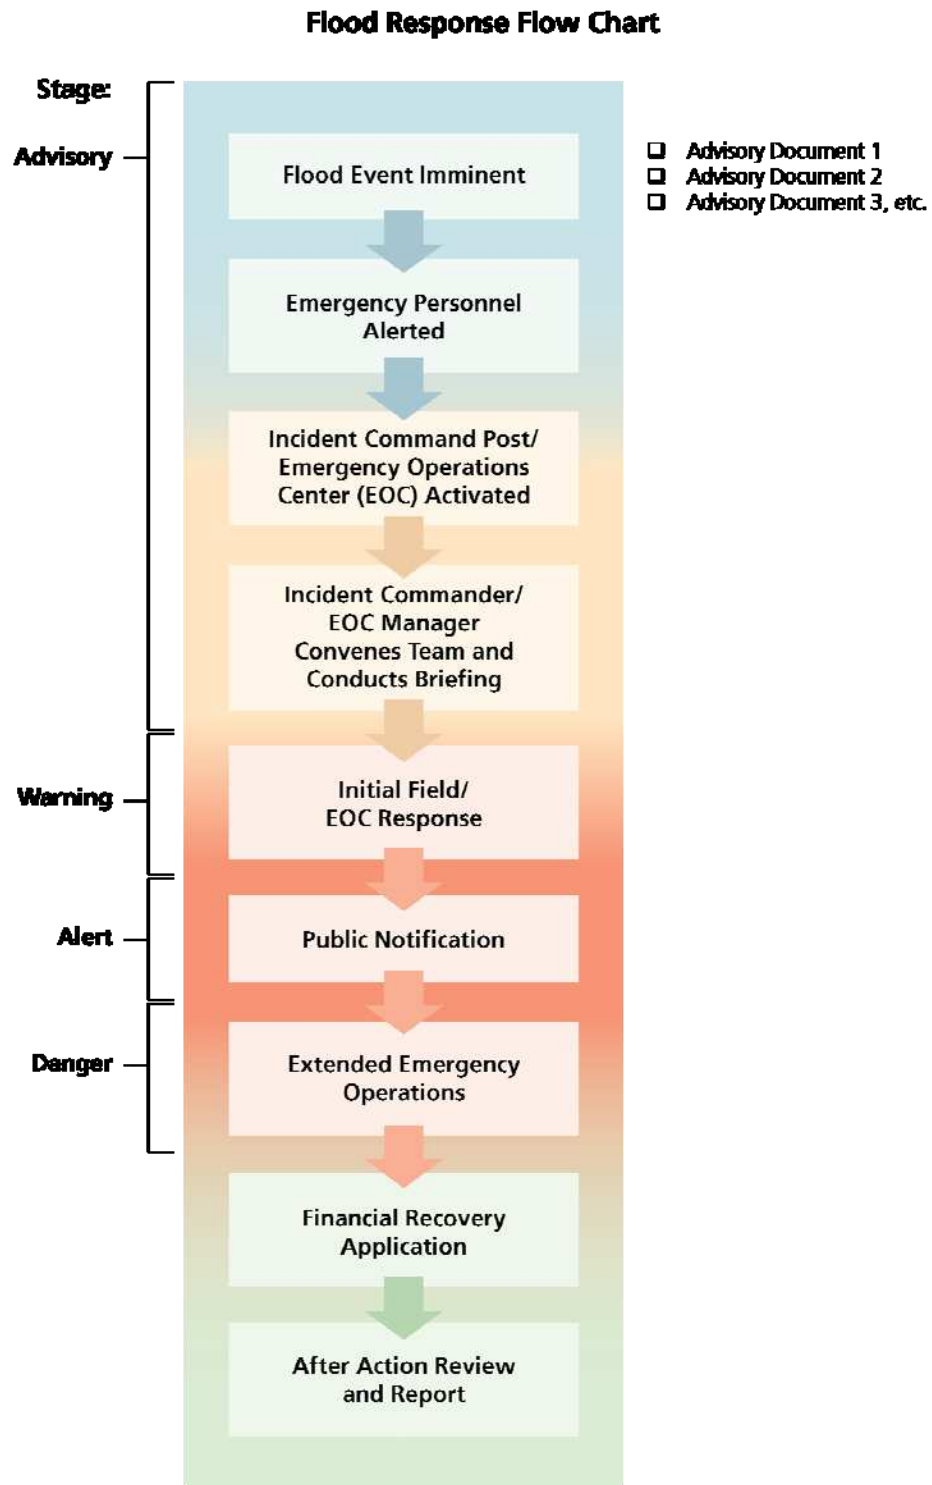 Flood Response Flow Chart
Stage:
Advisory
Flood Event Imminent
❑ Advisory Document 1
❑ Advisory Document 2
❑ Advisory Document 3, etc.
Emergency Personnel
Alerted
Incident Command Post/
Emergency Operations
Center (EOC) Activated
Incident Commander/
EOC Manager
Convenes Team and
Conducts Briefing
Warning
Initial Field/
EOC Response
Alert
Public Notification
Danger
Extended Emergency
Operations
Financial Recovery
Application
After Action Review
and Report